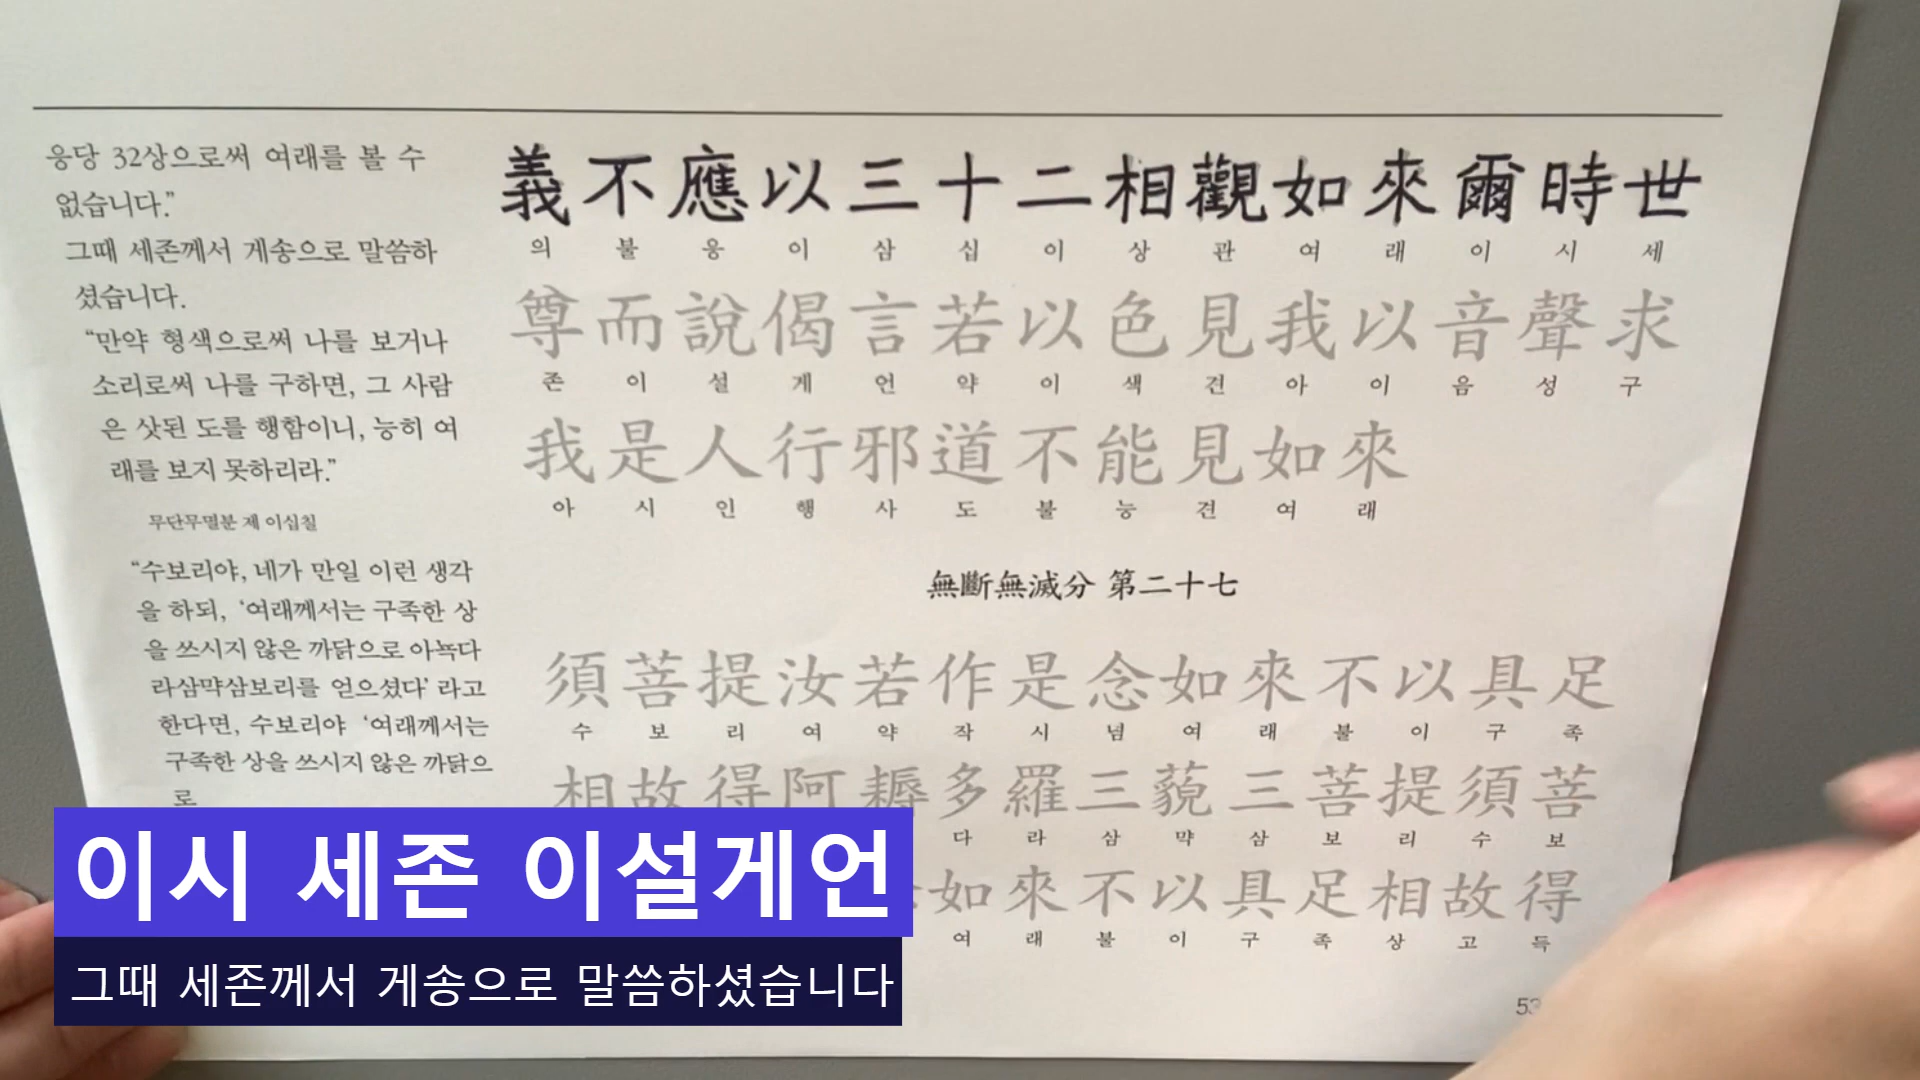 응당 32상으로써 여래를 볼 수
없습니다.”
그때 세존께서 게송으로 말씀하
셨습니다.
“만약 형색으로써 나를 보거나
소리로써 나를 구하면, 그 사람
은 삿된 도를 행함이니, 능히 여
래를 보지 못하리라.”
무단무멸분 제 이십칠
“수보리야, 네가 만일 이런 생각
을 하되, ‘여래께서는 구족한 상
을 쓰시지 않은 까닭으로 아뇩다
라삼먁삼보리를 얻으셨다’ 라고
한다면, 수보리야 ‘여래께서는
구족한 상을 쓰시지 않은 까닭으
로
義不應以三十二相觀如來爾時世
의 불 응 이 삼 십 이 상 관 여 래 이 시 세
尊而說偈言若以色見我以音聲求
존 이 설 게 언 약 이 색 견 아 이 음 성 구
我是人行邪道不能見如來
아 시 인 행 사 도 불 능 견 여 래
無斷無滅分 第二十七
須菩提汝若作是念如來不以具足
수 보 리 여 약 작 시 념 여 래 불 이 구 족
相故得阿耨多羅三藐三菩提須菩
다 라 삼 먁 삼 보 리 수 보
如來不以具足相故得
여 래 불 이 구 족 상 고 득
이시 세존 이설게언
그때 세존께서 게송으로 말씀하셨습니다